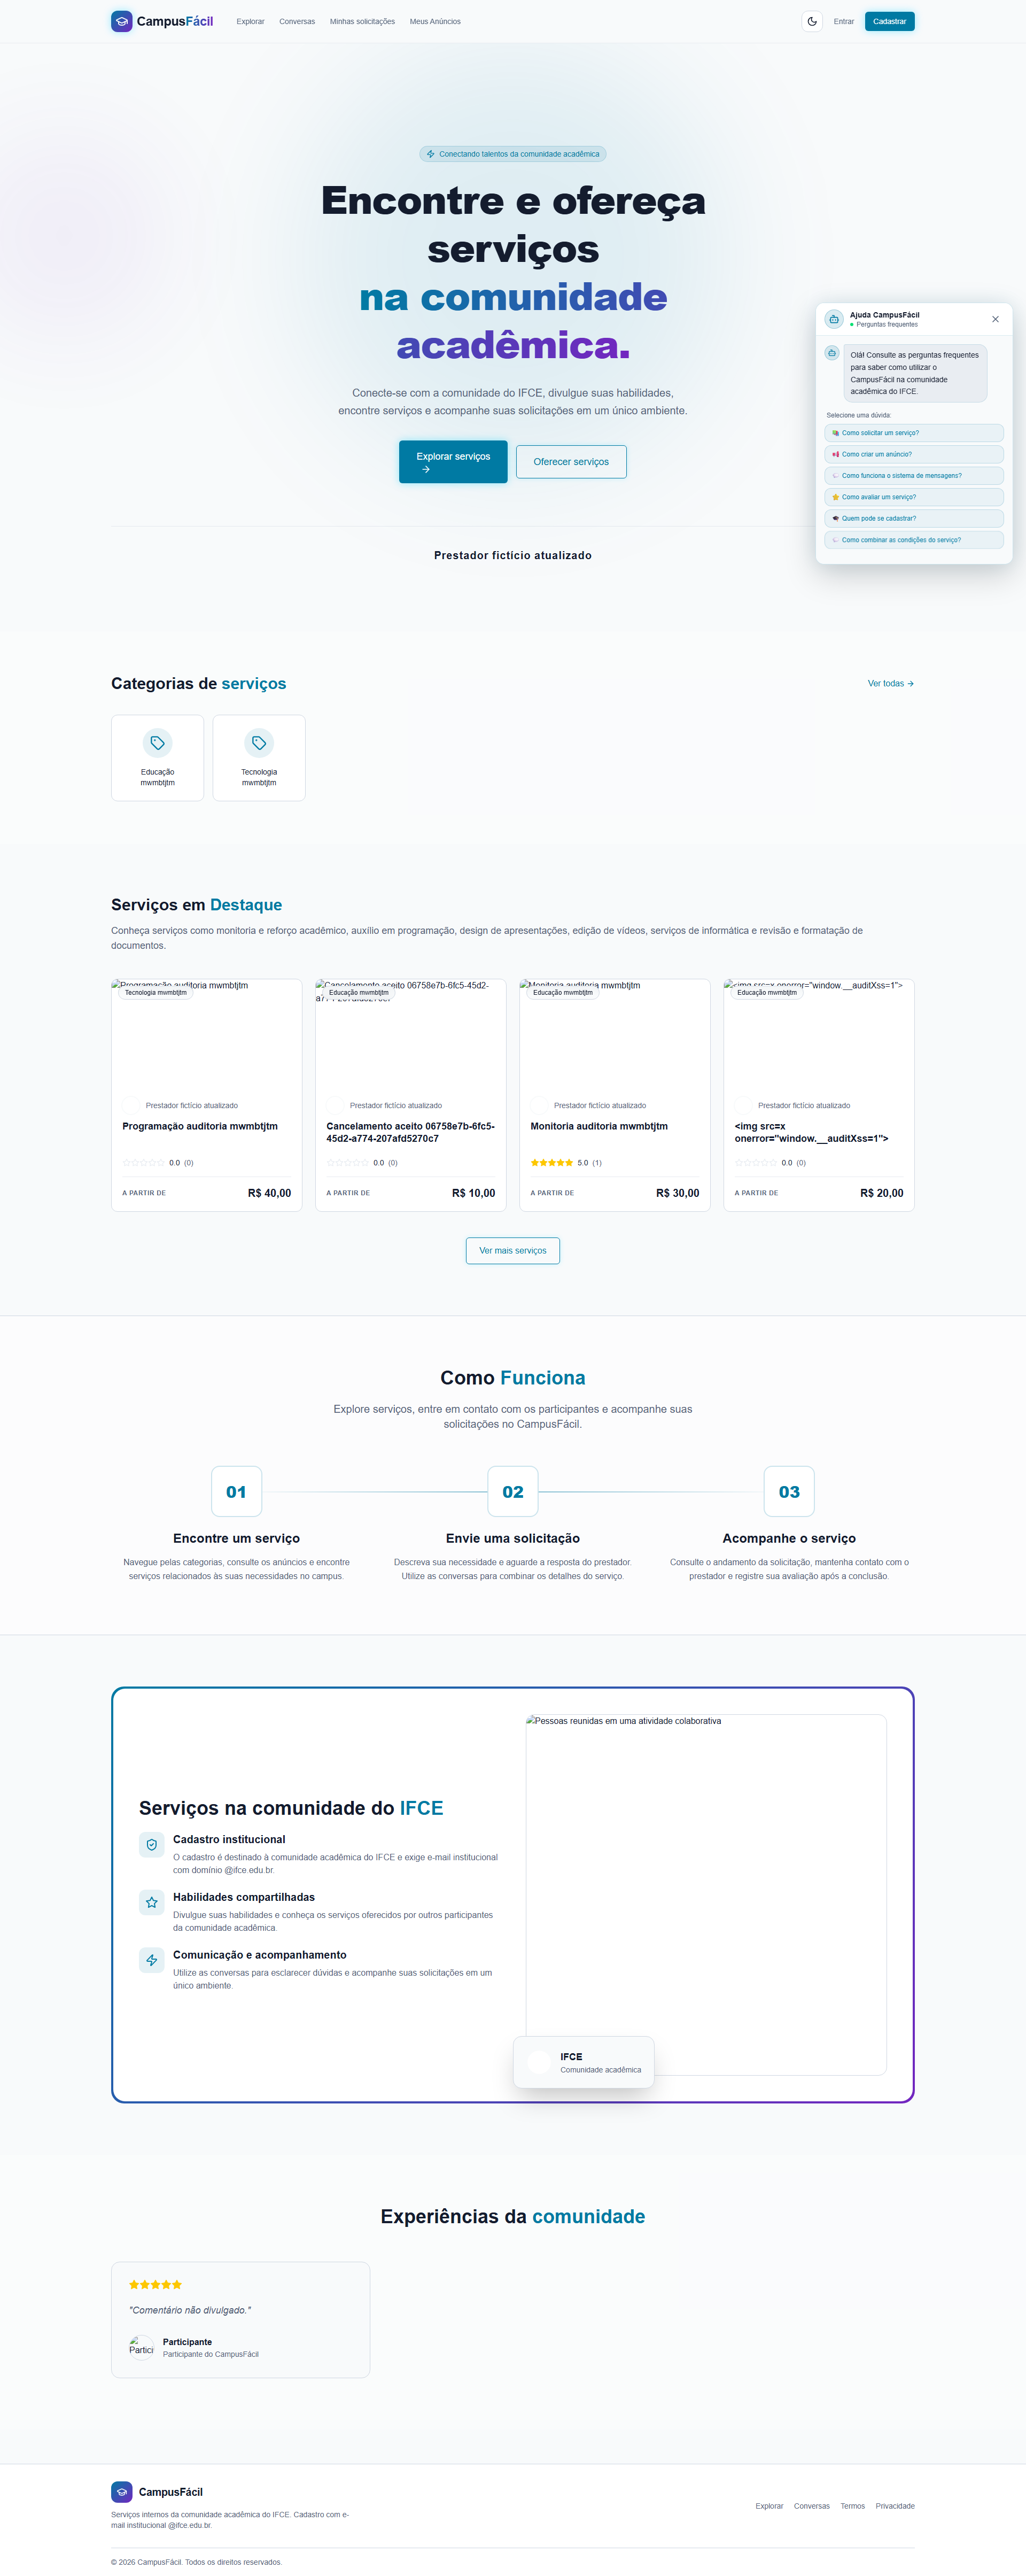 CampusFácil
Explorar
Conversas
Minhas solicitações
Meus Anúncios
Entrar
Cadastrar
Conectando talentos da comunidade acadêmica
Encontre e ofereça
serviços
na comunidade
acadêmica.
Conecte-se com a comunidade do IFCE, divulgue suas habilidades,
encontre serviços e acompanhe suas solicitações em um único ambiente.
Explorar serviços
→
Oferecer serviços
Prestador fictício atualizado
Ajuda CampusFácil
Perguntas frequentes
Olá! Consulte as perguntas frequentes
para saber como utilizar o
CampusFácil na comunidade
acadêmica do IFCE.
Selecione uma dúvida:
Como solicitar um serviço?
Como criar um anúncio?
Como funciona o sistema de mensagens?
Como avaliar um serviço?
Quem pode se cadastrar?
Como combinar as condições do serviço?
Categorias de serviços
Ver todas →
Educação
mwmbtjtm
Tecnologia
mwmbtjtm
Serviços em Destaque
Conheça serviços como monitoria e reforço acadêmico, auxílio em programação, design de apresentações, edição de vídeos, serviços de informática e revisão e formatação de
documentos.
Programação auditoria mwmbtjtm
Tecnologia mwmbtjtm
Prestador fictício atualizado
Programação auditoria mwmbtjtm
0.0 (0)
A PARTIR DE
R$ 40,00
Cancelamento aceito 06758e7b-6fc5-45d2-
a774-207afd5270c7
Educação mwmbtjtm
Prestador fictício atualizado
Cancelamento aceito 06758e7b-6fc5-
45d2-a774-207afd5270c7
0.0 (0)
A PARTIR DE
R$ 10,00
Monitoria auditoria mwmbtjtm
Educação mwmbtjtm
Prestador fictício atualizado
Monitoria auditoria mwmbtjtm
5.0 (1)
A PARTIR DE
R$ 30,00
<img src=x onerror="window.__auditXss=1">
Educação mwmbtjtm
Prestador fictício atualizado
<img src=x
onerror="window.__auditXss=1">
0.0 (0)
A PARTIR DE
R$ 20,00
Ver mais serviços
Como Funciona
Explore serviços, entre em contato com os participantes e acompanhe suas
solicitações no CampusFácil.
01
Encontre um serviço
Navegue pelas categorias, consulte os anúncios e encontre
serviços relacionados às suas necessidades no campus.
02
Envie uma solicitação
Descreva sua necessidade e aguarde a resposta do prestador.
Utilize as conversas para combinar os detalhes do serviço.
03
Acompanhe o serviço
Consulte o andamento da solicitação, mantenha contato com o
prestador e registre sua avaliação após a conclusão.
Serviços na comunidade do IFCE
Cadastro institucional
O cadastro é destinado à comunidade acadêmica do IFCE e exige e-mail institucional
com domínio @ifce.edu.br.
Habilidades compartilhadas
Divulgue suas habilidades e conheça os serviços oferecidos por outros participantes
da comunidade acadêmica.
Comunicação e acompanhamento
Utilize as conversas para esclarecer dúvidas e acompanhe suas solicitações em um
único ambiente.
Pessoas reunidas em uma atividade colaborativa
IFCE
Comunidade acadêmica
Experiências da comunidade
"Comentário não divulgado."
Partici
Participante
Participante do CampusFácil
CampusFácil
Serviços internos da comunidade acadêmica do IFCE. Cadastro com e-
mail institucional @ifce.edu.br.
Explorar
Conversas
Termos
Privacidade
© 2026 CampusFácil. Todos os direitos reservados.